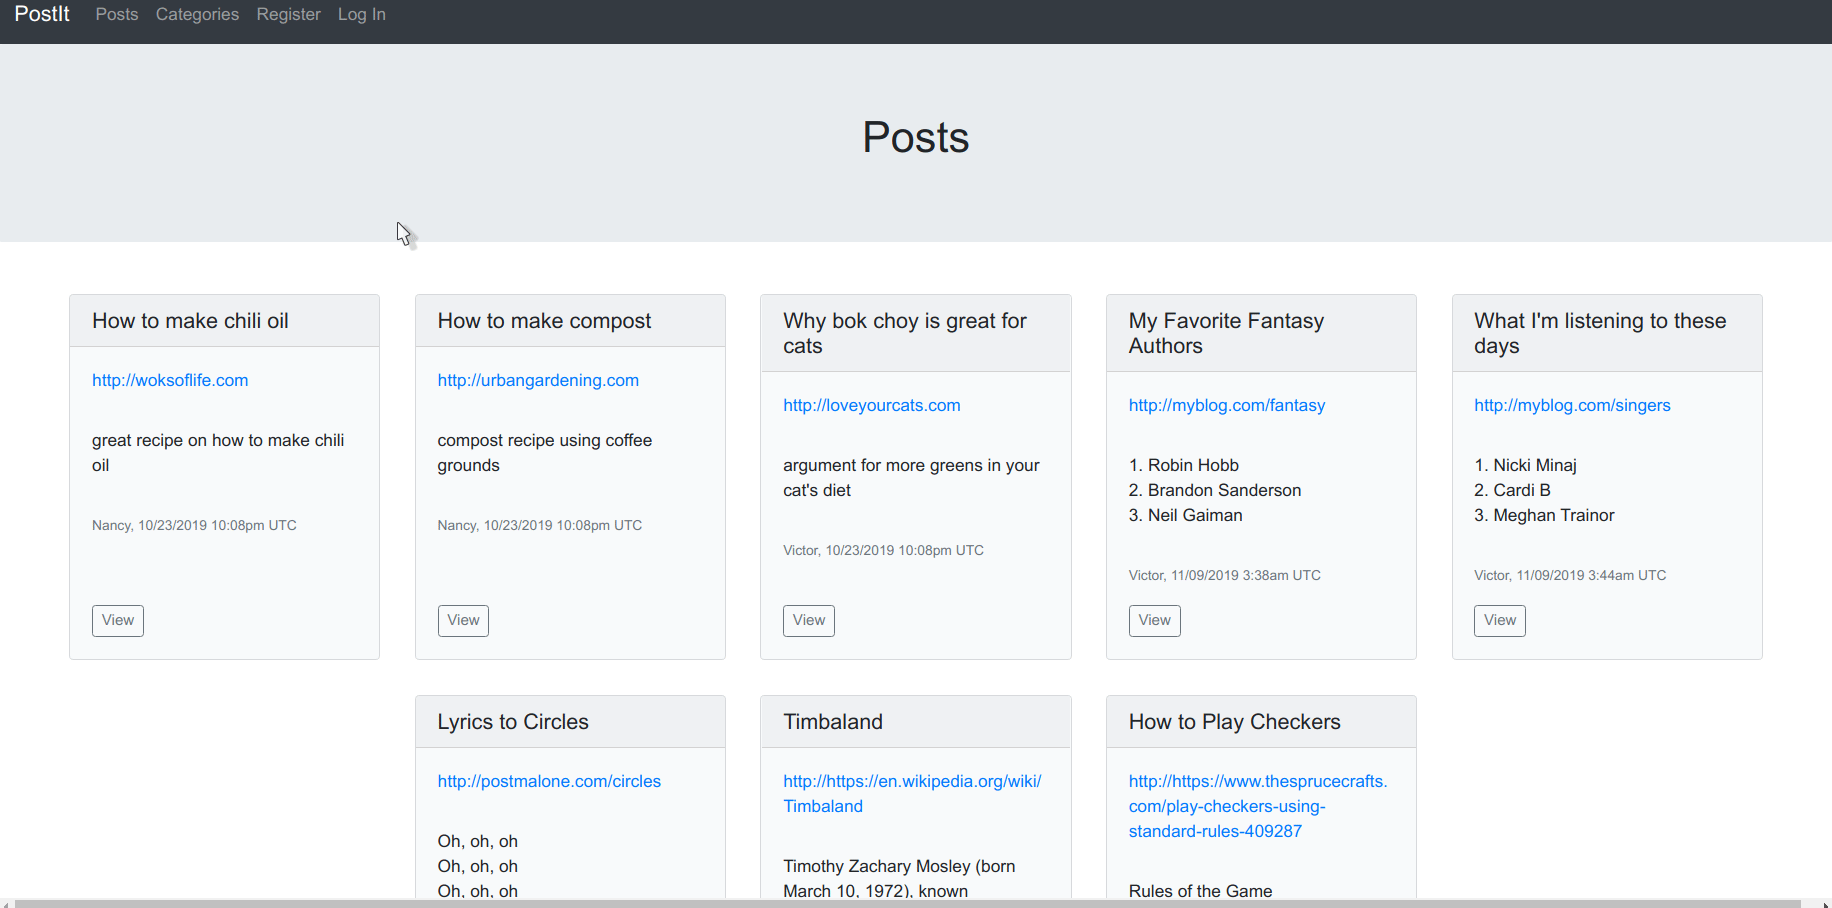 PostIt Posts Categories Register Log In
Posts
How to make chili oil
http://woksoflife.com
great recipe on how to make chili
oil
Nancy, 10/23/2019 10:08pm UTC
View
How to make compost
http://urbangardening.com
compost recipe using coffee
grounds
Nancy, 10/23/2019 10:08pm UTC
View
Why bok choy is great for
cats
http://loveyourcats.com
argument for more greens in your
cat's diet
Victor, 10/23/2019 10:08pm UTC
View
My Favorite Fantasy
Authors
http://myblog.com/fantasy
1. Robin Hobb
2. Brandon Sanderson
3. Neil Gaiman
Victor, 11/09/2019 3:38am UTC
View
What I'm listening to these
days
http://myblog.com/singers
1. Nicki Minaj
2. Cardi B
3. Meghan Trainor
Victor, 11/09/2019 3:44am UTC
View
Lyrics to Circles
http://postmalone.com/circles
Oh, oh, oh
Oh, oh, oh
Oh, oh, oh
Timbaland
http://https://en.wikipedia.org/wiki/
Timbaland
Timothy Zachary Mosley (born
March 10, 1972), known
How to Play Checkers
http://https://www.thesprucecrafts.
com/play-checkers-using-
standard-rules-409287
Rules of the Game